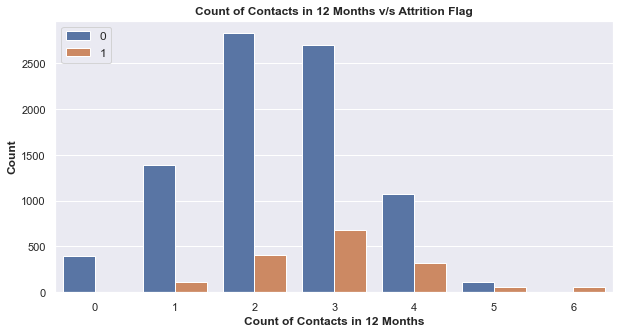 Count of Contacts in 12 Months v/s Attrition Flag
0
1
Count
2500
2000
1500
1000
500
0
0 1 2 3 4 5 6
Count of Contacts in 12 Months